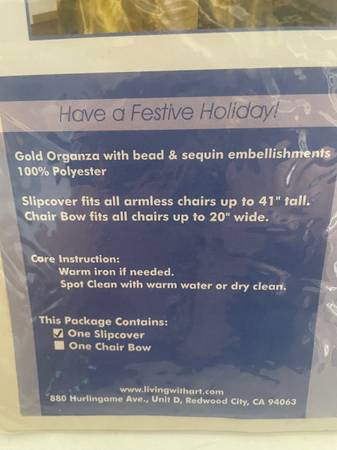 Have a Festive Holiday!
Gold Organza with bead & sequin embellishments
100% Polyester
Slipcover fits all armless chairs up to 41" tall.
Chair Bow fits all chairs up to 20" wide.
Care Instruction:
Warm iron if needed.
Spot Clean with warm water or dry clean.
This Package Contains:
☑ One Slipcover
☐ One Chair Bow
www.livingwithart.com
880 Hurlingame Ave., Unit D, Redwood City, CA 94063